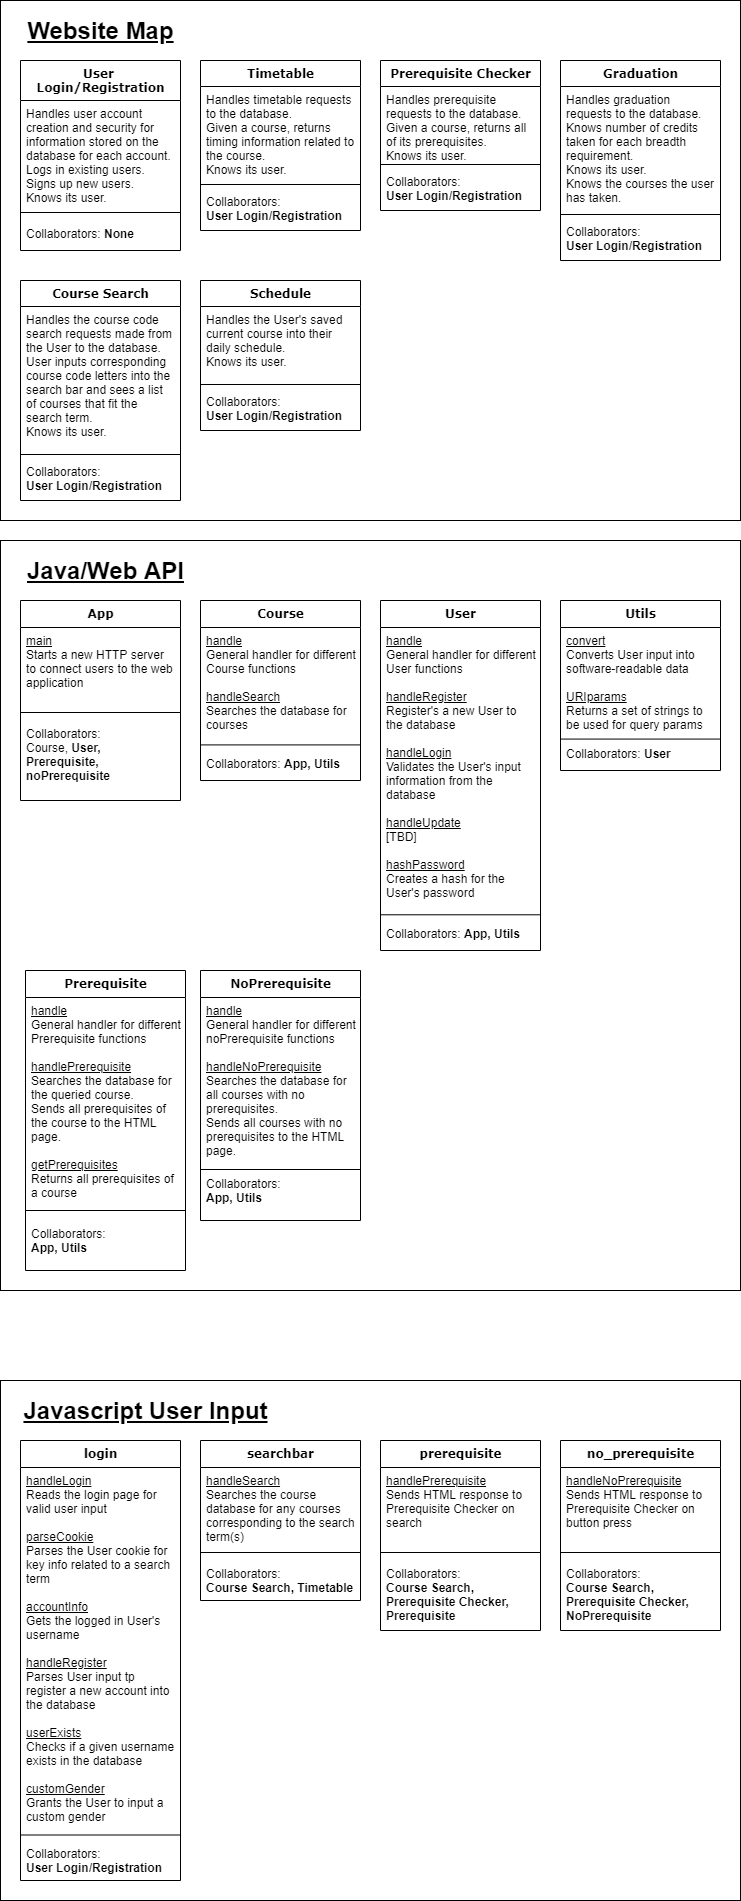 Website Map
User
Login/Registration
Handles user account
creation and security for
information stored on the
database for each account.
Logs in existing users.
Signs up new users.
Knows its user.
Collaborators: None
Timetable
Handles timetable requests
to the database.
Given a course, returns
timing information related to
the course.
Knows its user.
Collaborators:
User Login/Registration
Prerequisite Checker
Handles prerequisite
requests to the database.
Given a course, returns all
of its prerequisites.
Knows its user.
Collaborators:
User Login/Registration
Graduation
Handles graduation
requests to the database.
Knows number of credits
taken for each breadth
requirement.
Knows its user.
Knows the courses the user
has taken.
Collaborators:
User Login/Registration
Course Search
Handles the course code
search requests made from
the User to the database.
User inputs corresponding
course code letters into the
search bar and sees a list
of courses that fit the
search term.
Knows its user.
Collaborators:
User Login/Registration
Schedule
Handles the User's saved
current course into their
daily schedule.
Knows its user.
Collaborators:
User Login/Registration
Java/Web API
App
main
Starts a new HTTP server
to connect users to the web
application
Collaborators:
Course, User,
Prerequisite,
noPrerequisite
Course
handle
General handler for different
Course functions
handleSearch
Searches the database for
courses
Collaborators: App, Utils
User
handle
General handler for different
User functions
handleRegister
Register's a new User to
the database
handleLogin
Validates the User's input
information from the
database
handleUpdate
[TBD]
hashPassword
Creates a hash for the
User's password
Collaborators: App, Utils
Utils
convert
Converts User input into
software-readable data
URIparams
Returns a set of strings to
be used for query params
Collaborators: User
Prerequisite
handle
General handler for different
Prerequisite functions
handlePrerequisite
Searches the database for
the queried course.
Sends all prerequisites of
the course to the HTML
page.
getPrerequisites
Returns all prerequisites of
a course
Collaborators:
App, Utils
NoPrerequisite
handle
General handler for different
noPrerequisite functions
handleNoPrerequisite
Searches the database for
all courses with no
prerequisites.
Sends all courses with no
prerequisites to the HTML
page.
Collaborators:
App, Utils
Javascript User Input
login
handleLogin
Reads the login page for
valid user input
parseCookie
Parses the User cookie for
key info related to a search
term
accountInfo
Gets the logged in User's
username
handleRegister
Parses User input tp
register a new account into
the database
userExists
Checks if a given username
exists in the database
customGender
Grants the User to input a
custom gender
Collaborators:
User Login/Registration
searchbar
handleSearch
Searches the course
database for any courses
corresponding to the search
term(s)
Collaborators:
Course Search, Timetable
prerequisite
handlePrerequisite
Sends HTML response to
Prerequisite Checker on
search
Collaborators:
Course Search,
Prerequisite Checker,
Prerequisite
no_prerequisite
handleNoPrerequisite
Sends HTML response to
Prerequisite Checker on
button press
Collaborators:
Course Search,
Prerequisite Checker,
NoPrerequisite